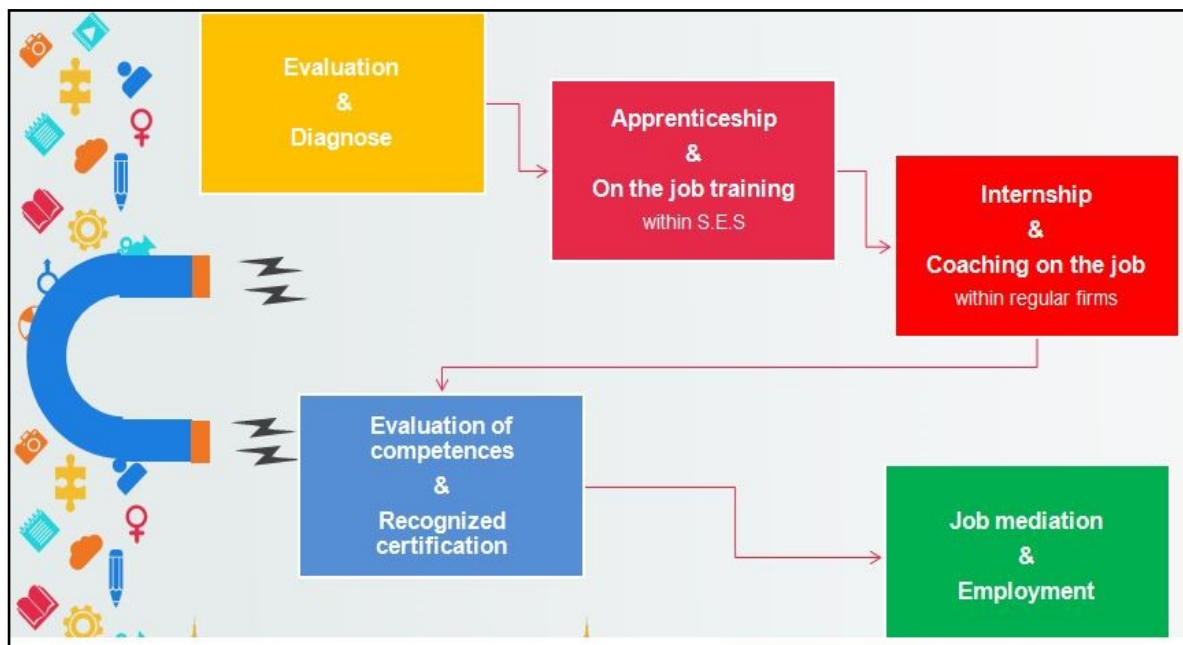 Evaluation
&
Diagnose
Apprenticeship
&
On the job training
within S.E.S
Internship
&
Coaching on the job
within regular firms
Evaluation of
competences
&
Recognized
certification
Job mediation
&
Employment